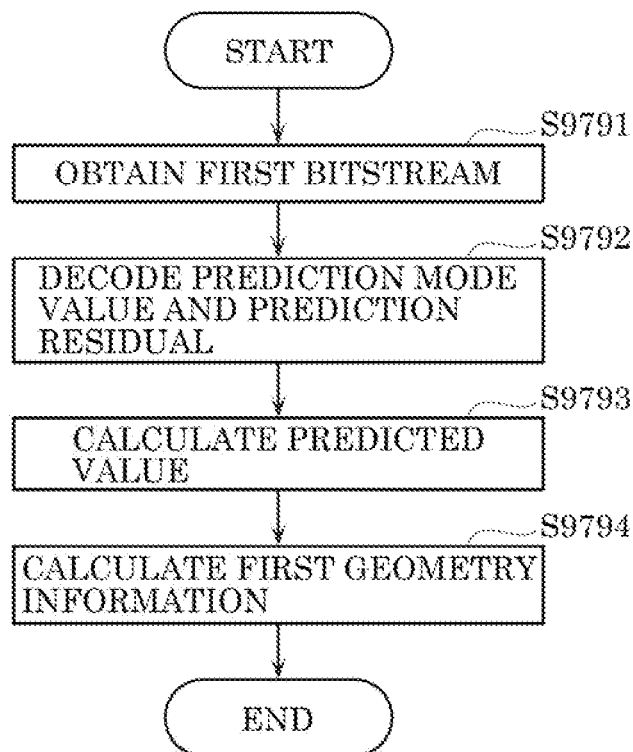 START
S9791
OBTAIN FIRST BITSTREAM
S9792
DECODE PREDICTION MODE
VALUE AND PREDICTION
RESIDUAL
S9793
CALCULATE PREDICTED
VALUE
S9794
CALCULATE FIRST GEOMETRY
INFORMATION
END